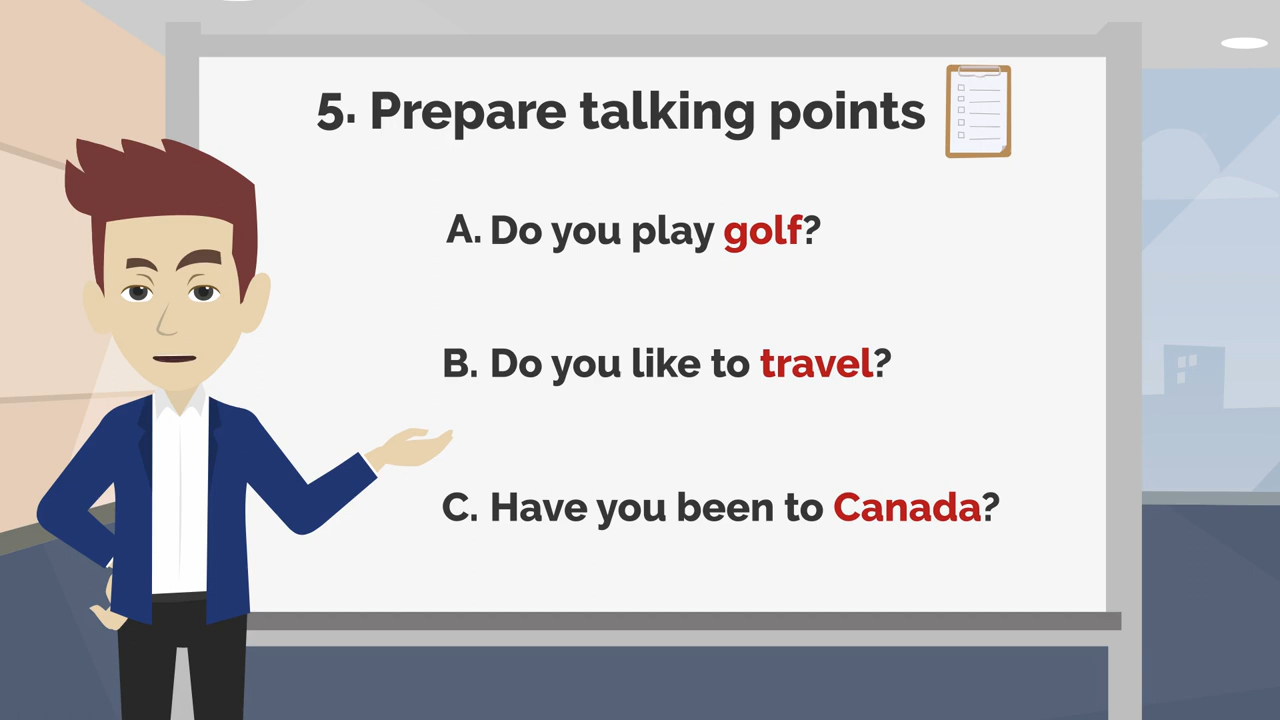 5. Prepare talking points
A. Do you play golf?
B. Do you like to travel?
C. Have you been to Canada?